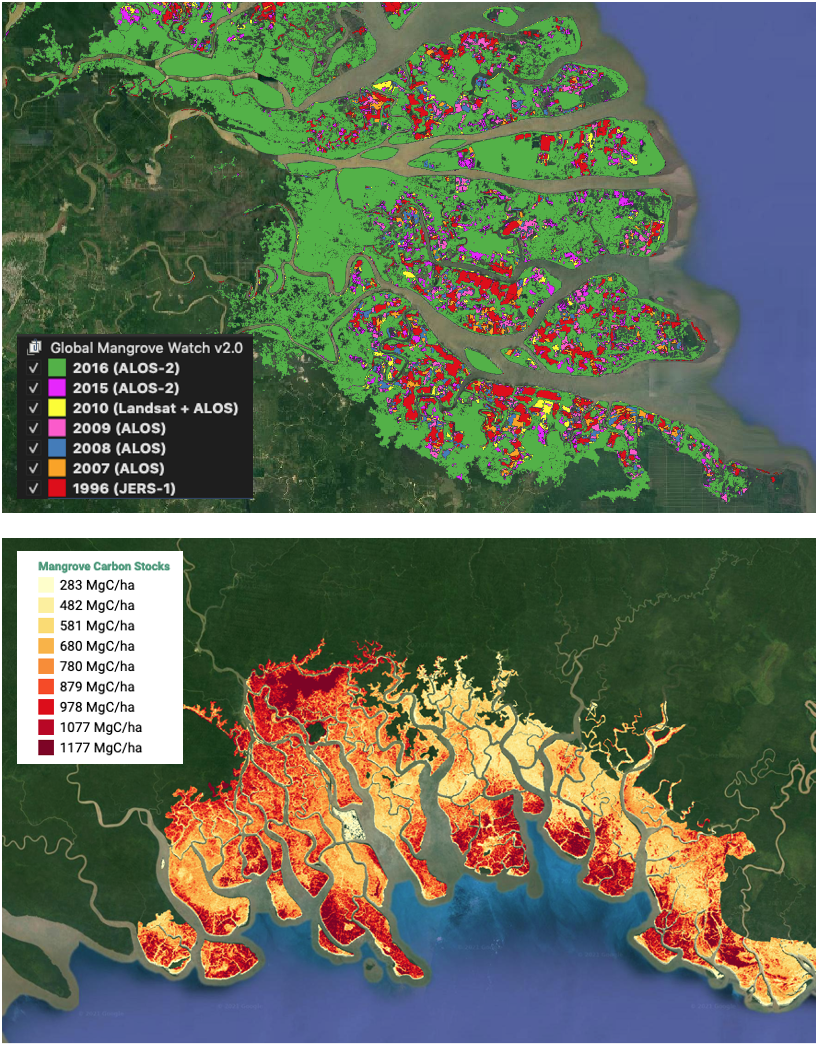 Global Mangrove Watch v2.0
2016 (ALOS-2)
2015 (ALOS-2)
2010 (Landsat + ALOS)
2009 (ALOS)
2008 (ALOS)
2007 (ALOS)
1996 (JERS-1)
Mangrove Carbon Stocks
283 MgC/ha
482 MgC/ha
581 MgC/ha
680 MgC/ha
780 MgC/ha
879 MgC/ha
978 MgC/ha
1077 MgC/ha
1177 MgC/ha